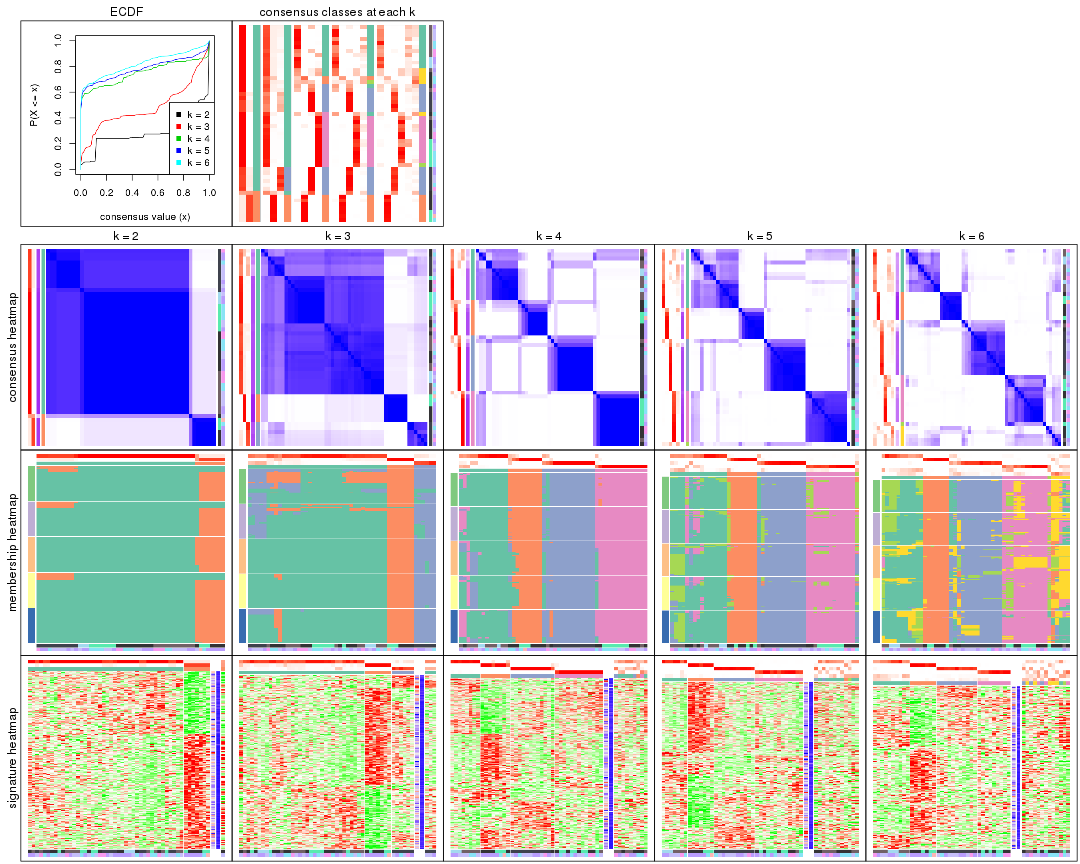 ECDF
consensus classes at each k
P(X <= x)
0.0 0.2 0.4 0.6 0.8 1.0
k = 2
k = 3
k = 4
k = 5
k = 6
0.0 0.2 0.4 0.6 0.8 1.0
consensus value (x)
k = 2
k = 3
k = 4
k = 5
k = 6
consensus heatmap
membership heatmap
signature heatmap